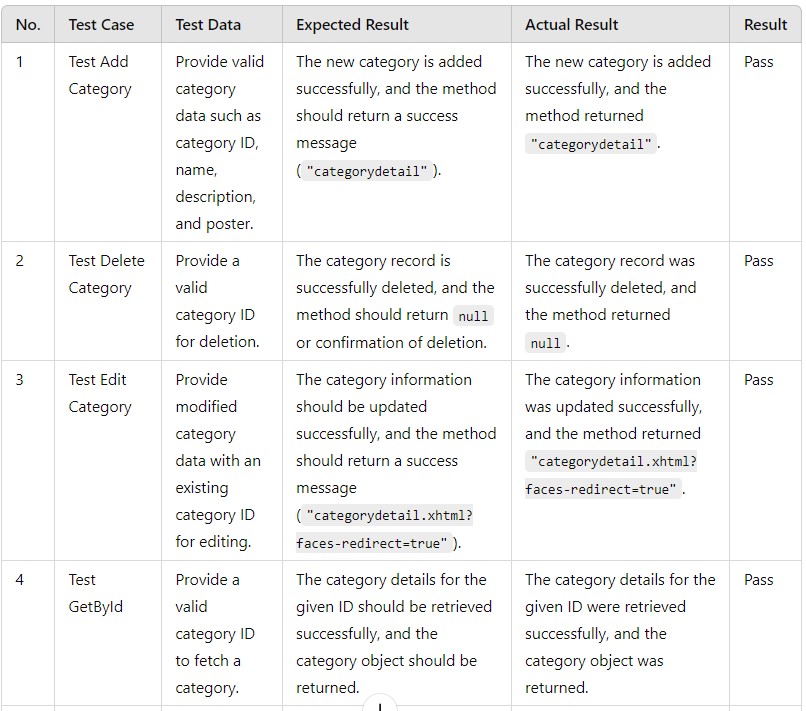 No. Test Case Test Data Expected Result Actual Result Result
1 Test Add Category Provide valid category data such as category ID, name, description, and poster. The new category is added successfully, and the method should return a success message ("categorydetail"). The new category is added successfully, and the method returned "categorydetail". Pass
2 Test Delete Category Provide a valid category ID for deletion. The category record is successfully deleted, and the method should return null or confirmation of deletion. The category record was successfully deleted, and the method returned null. Pass
3 Test Edit Category Provide modified category data with an existing category ID for editing. The category information should be updated successfully, and the method should return a success message ("categorydetail.xhtml?faces-redirect=true"). The category information was updated successfully, and the method returned "categorydetail.xhtml?faces-redirect=true". Pass
4 Test GetById Provide a valid category ID to fetch a category. The category details for the given ID should be retrieved successfully, and the category object should be returned. The category details for the given ID were retrieved successfully, and the category object was returned. Pass